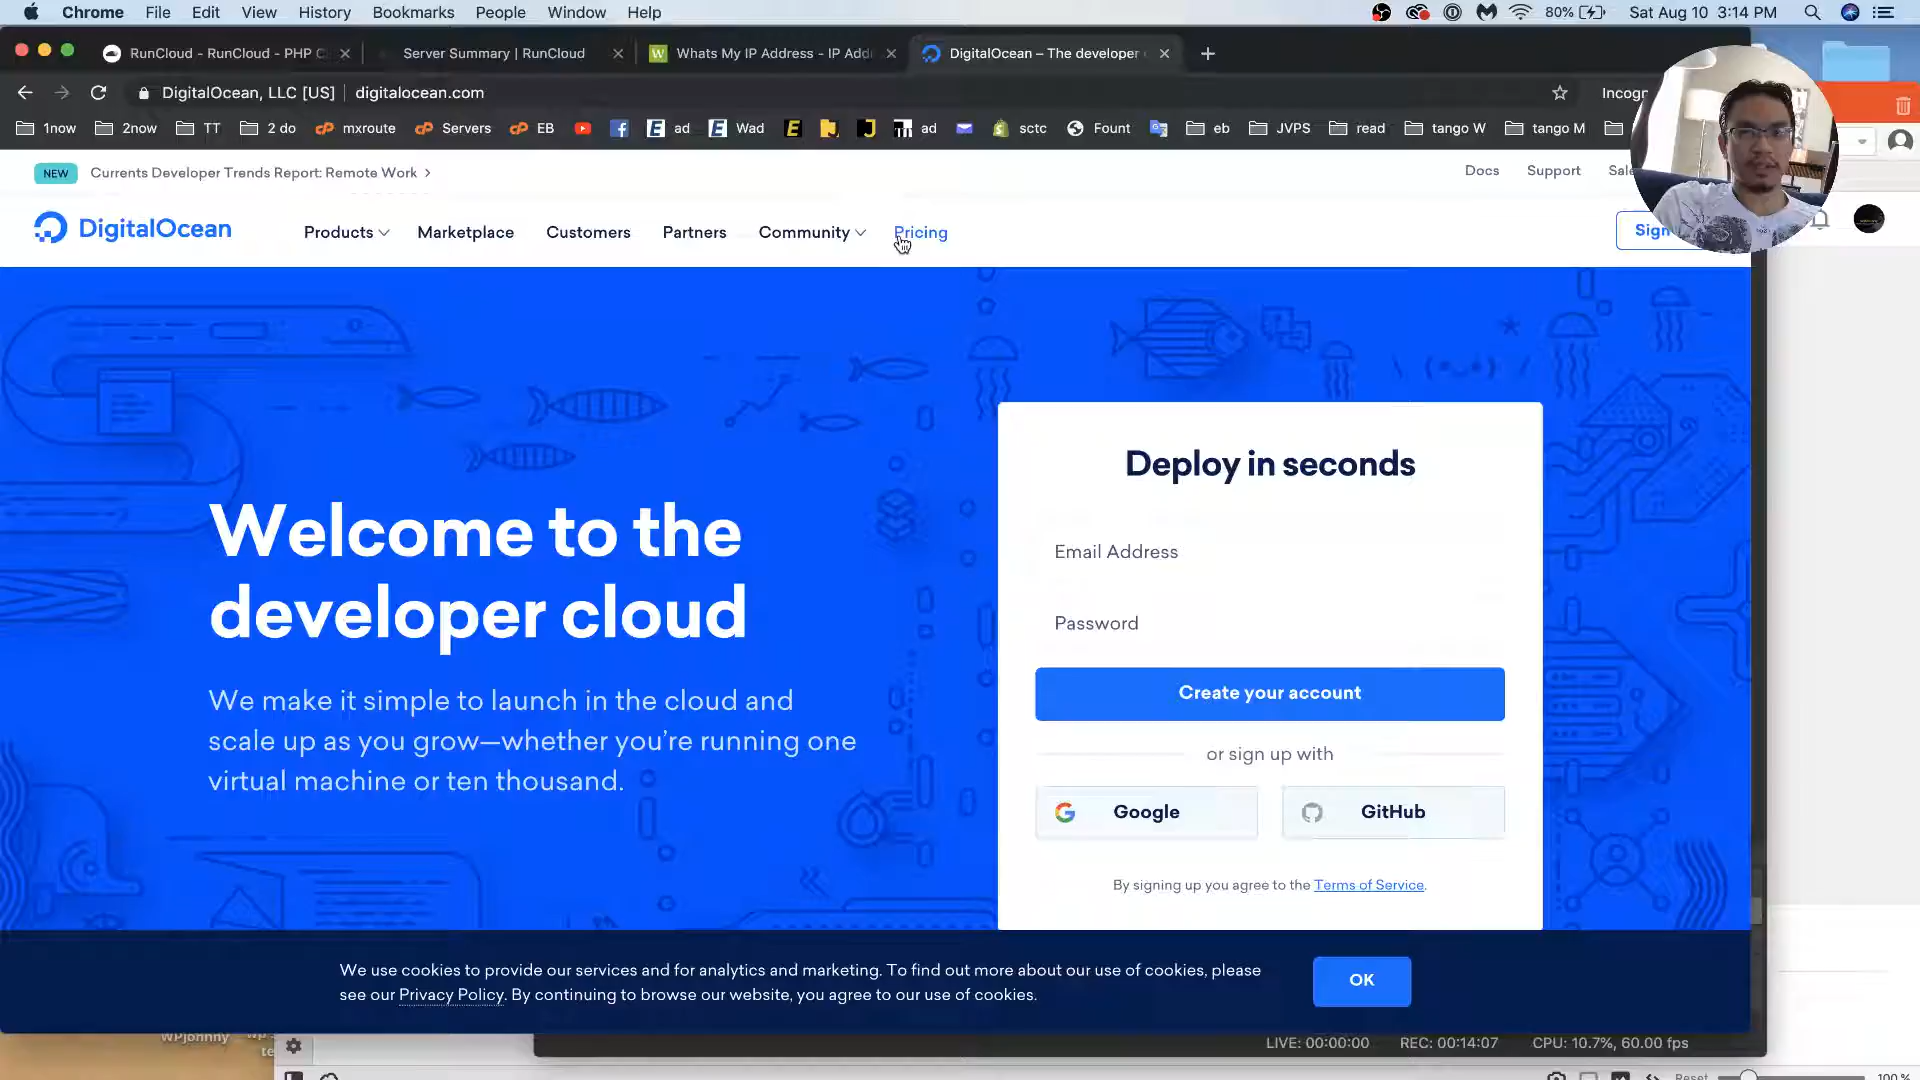 Chrome File Edit View History Bookmarks People Window Help
80% Sat Aug 10 3:14 PM
RunCloud - RunCloud - PHP C
Server Summary | RunCloud
Whats My IP Address - IP Add
DigitalOcean – The developer
DigitalOcean, LLC [US] digitalocean.com
Incogn
1now 2now TT 2 do mxroute Servers EB ad Wad ad sctc Fount eb JVPS read tango W tango M
NEW Currents Developer Trends Report: Remote Work
Docs Support
DigitalOcean Products Marketplace Customers Partners Community Pricing
Sign
Welcome to the
developer cloud
We make it simple to launch in the cloud and
scale up as you grow—whether you're running one
virtual machine or ten thousand.
Deploy in seconds
Email Address
Password
Create your account
or sign up with
Google
GitHub
By signing up you agree to the Terms of Service.
We use cookies to provide our services and for analytics and marketing. To find out more about our use of cookies, please
see our Privacy Policy. By continuing to browse our website, you agree to our use of cookies.
OK
WPjohnny
LIVE: 00:00:00 REC: 00:14:07 CPU: 10.7%, 60.00 fps
Reset 100%